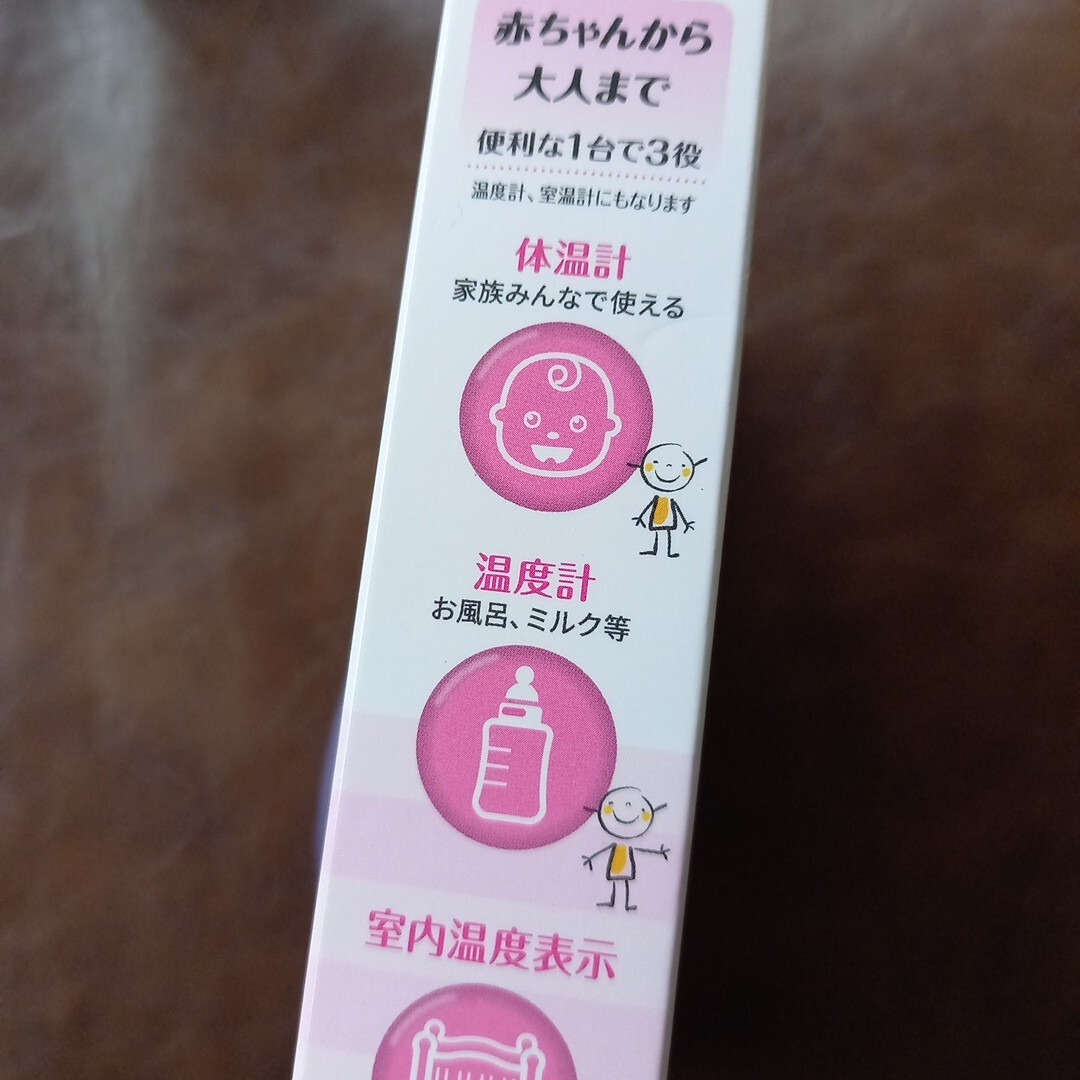 赤ちゃんから
大人まで
便利な1台で3役
温度計、室温計にもなります
体温計
家族みんなで使える
温度計
お風呂、ミルク等
室内温度表示